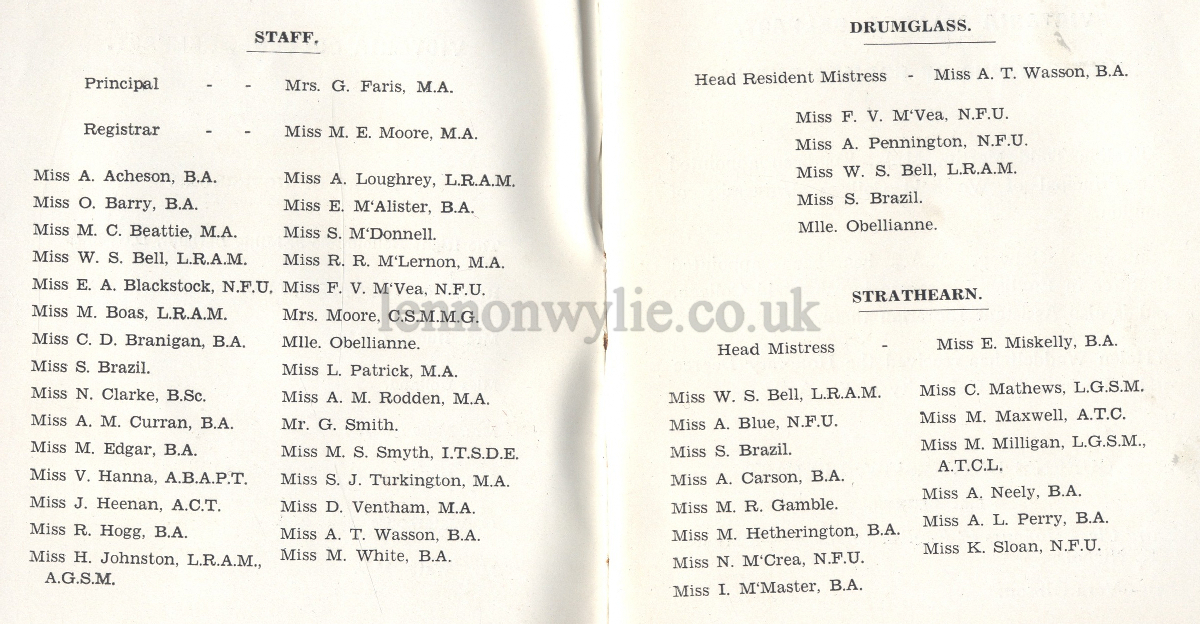 STAFF.
Principal - - Mrs. G. Faris, M.A.
Registrar - - Miss M. E. Moore, M.A.
Miss A. Acheson, B.A.
Miss O. Barry, B.A.
Miss M. C. Beattie, M.A.
Miss W. S. Bell, L.R.A.M.
Miss E. A. Blackstock, N.F.U.
Miss M. Boas, L.R.A.M.
Miss C. D. Branigan, B.A.
Miss S. Brazil.
Miss N. Clarke, B.Sc.
Miss A. M. Curran, B.A.
Miss M. Edgar, B.A.
Miss V. Hanna, A.B.A.P.T.
Miss J. Heenan, A.C.T.
Miss R. Hogg, B.A.
Miss H. Johnston, L.R.A.M.,
A.G.S.M.
Miss A. Loughrey, L.R.A.M.
Miss E. M‘Alister, B.A.
Miss S. M‘Donnell.
Miss R. R. M‘Lernon, M.A.
Miss F. V. M‘Vea, N.F.U.
Mrs. Moore, C.S.M.M.G.
Mlle. Obellianne.
Miss L. Patrick, M.A.
Miss A. M. Rodden, M.A.
Mr. G. Smith.
Miss M. S. Smyth, I.T.S.D.E.
Miss S. J. Turkington, M.A.
Miss D. Ventham, M.A.
Miss A. T. Wasson, B.A.
Miss M. White, B.A.
DRUMGLASS.
Head Resident Mistress - Miss A. T. Wasson, B.A.
Miss F. V. M‘Vea, N.F.U.
Miss A. Pennington, N.F.U.
Miss W. S. Bell, L.R.A.M.
Miss S. Brazil.
Mlle. Obellianne.
STRATHEARN.
Head Mistress - Miss E. Miskelly, B.A.
Miss W. S. Bell, L.R.A.M.
Miss A. Blue, N.F.U.
Miss S. Brazil.
Miss A. Carson, B.A.
Miss M. R. Gamble.
Miss M. Hetherington, B.A.
Miss N. M‘Crea, N.F.U.
Miss I. M‘Master, B.A.
Miss C. Mathews, L.G.S.M.
Miss M. Maxwell, A.T.C.
Miss M. Milligan, L.G.S.M.,
A.T.C.L.
Miss A. Neely, B.A.
Miss A. L. Perry, B.A.
Miss K. Sloan, N.F.U.
lennonwylie.co.uk